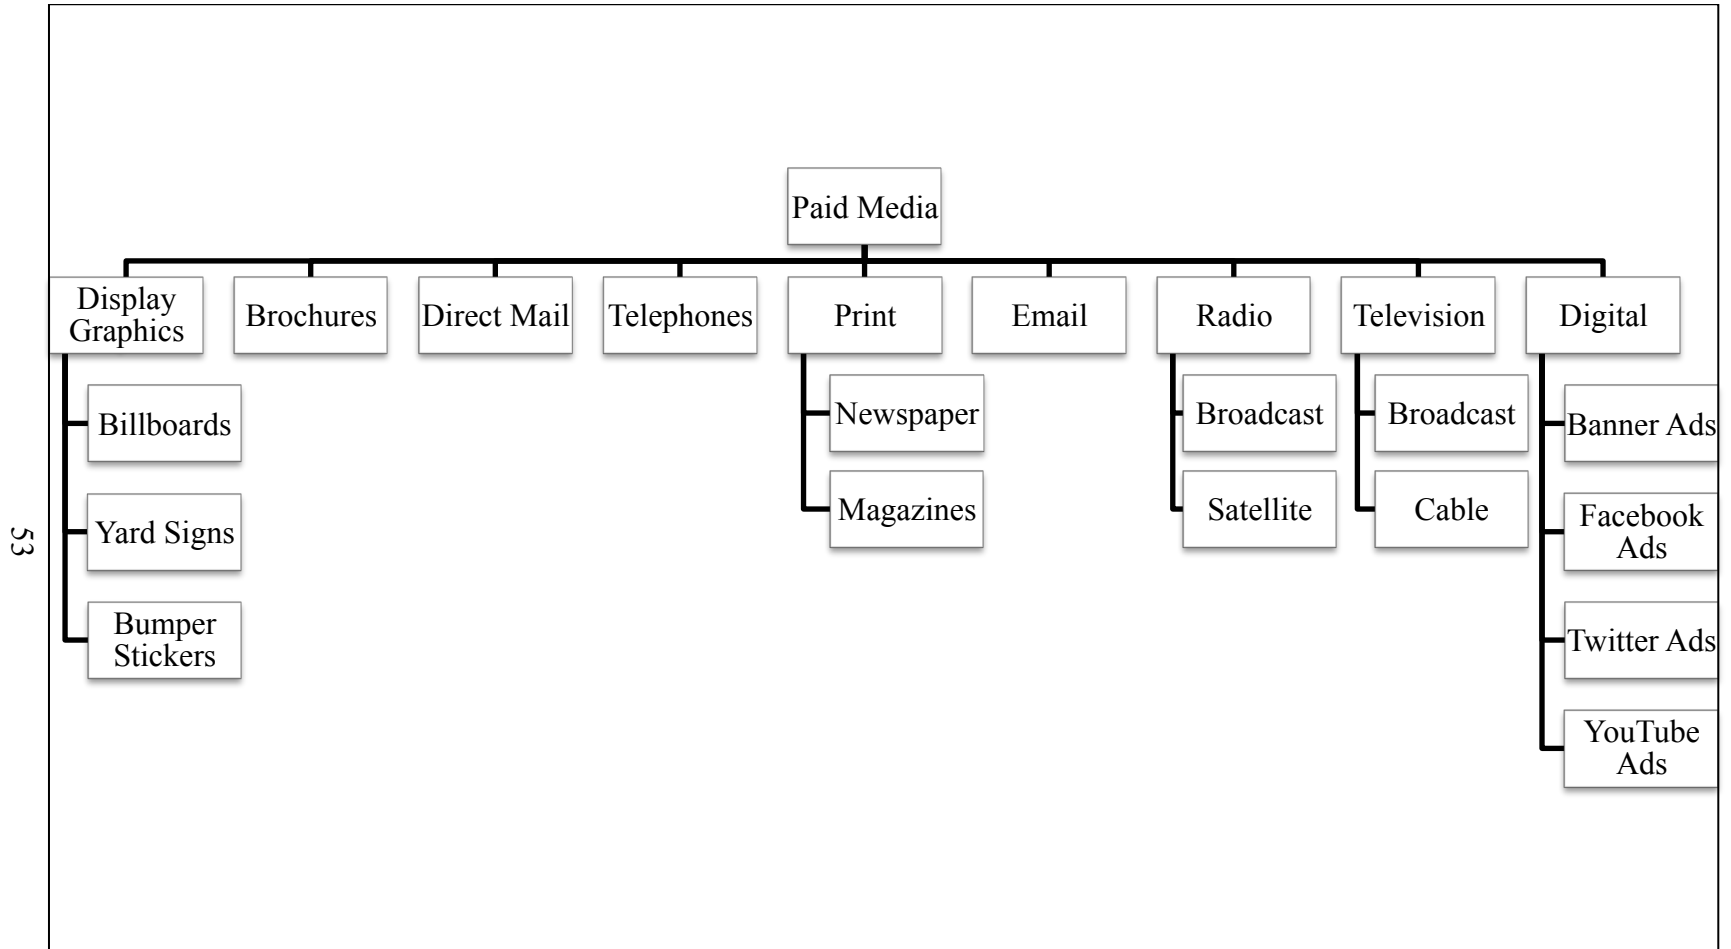 Paid Media
Display
Graphics
Brochures
Direct Mail
Telephones
Print
Email
Radio
Television
Digital
Billboards
Yard Signs
Bumper
Stickers
Newspaper
Magazines
Broadcast
Satellite
Broadcast
Cable
Banner Ads
Facebook
Ads
Twitter Ads
YouTube
Ads
53